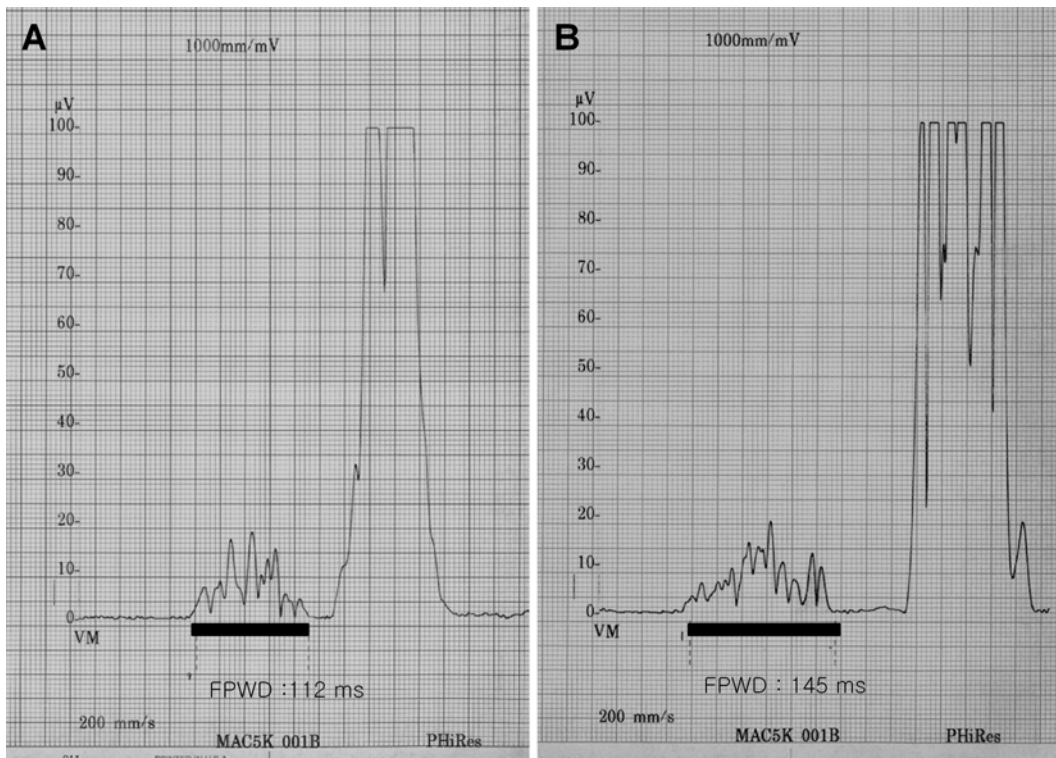 A
1000mm/mV
μV
100-
90-
80-
70-
60-
50-
40-
30-
20-
10-
0-
VM
FPWD :112 ms
200 mm/s
MAC5K 001B
PHiRes
B
1000mm/mV
μV
100-
90-
80-
70-
60-
50-
40-
30-
20-
10-
0-
VM
FPWD : 145 ms
200 mm/s
MAC5K 001B
PHiRes